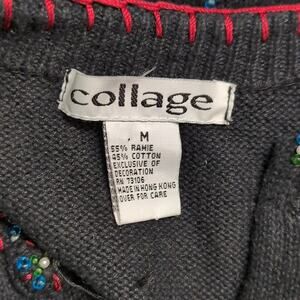 collage
M
55% RAMIE
45% COTTON
EXCLUSIVE OF
DECORATION
RN 73106
MADE IN HONG KONG
OVER FOR CARE